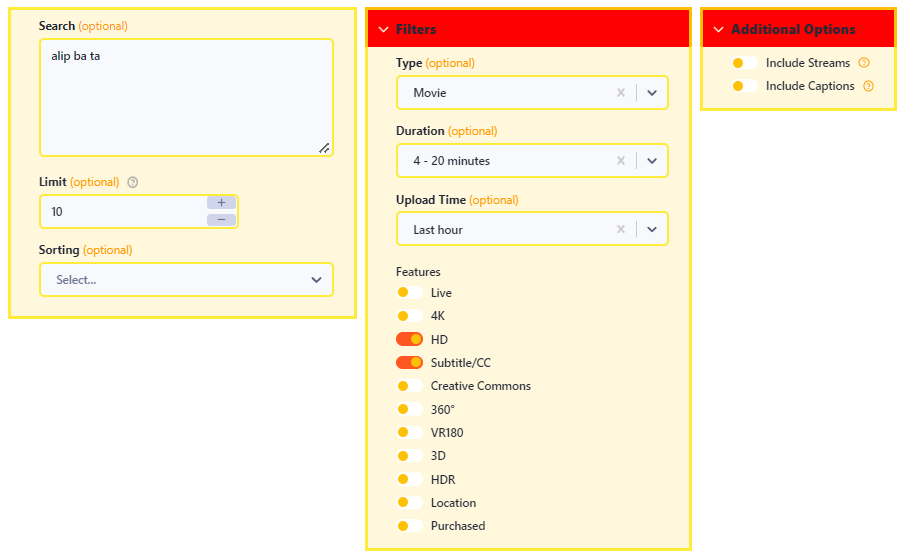 Search (optional)
alip ba ta
Limit (optional)
10
Sorting (optional)
Select...
Filters
Type (optional)
Movie
Duration (optional)
4 - 20 minutes
Upload Time (optional)
Last hour
Features
Live
4K
HD
Subtitle/CC
Creative Commons
360°
VR180
3D
HDR
Location
Purchased
Additional Options
Include Streams
Include Captions